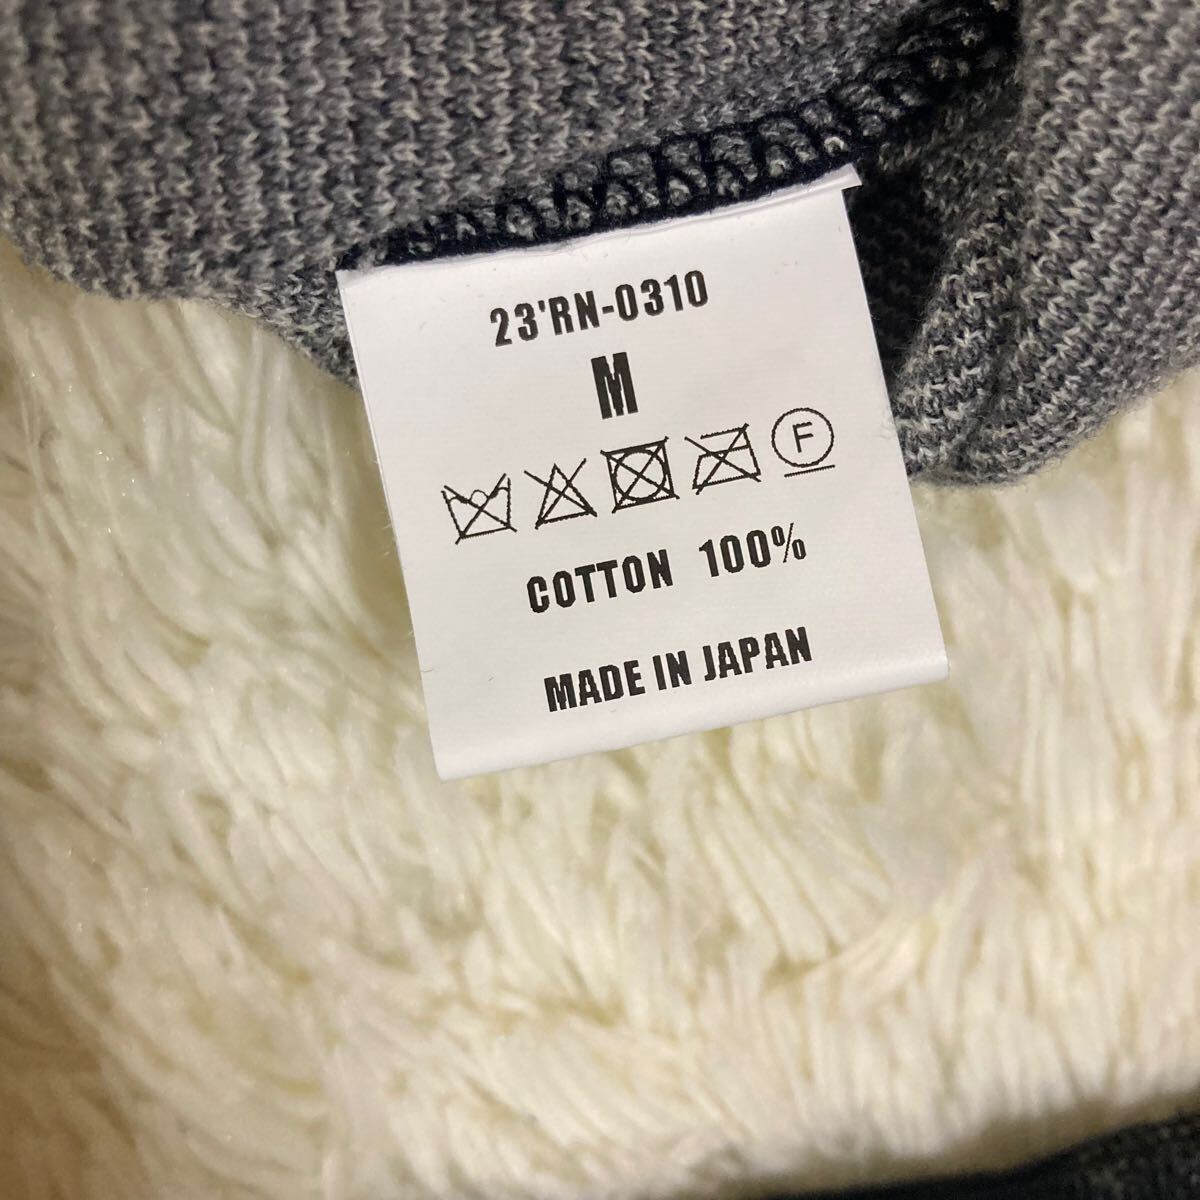 23'RN-0310
M
F
COTTON 100%
MADE IN JAPAN